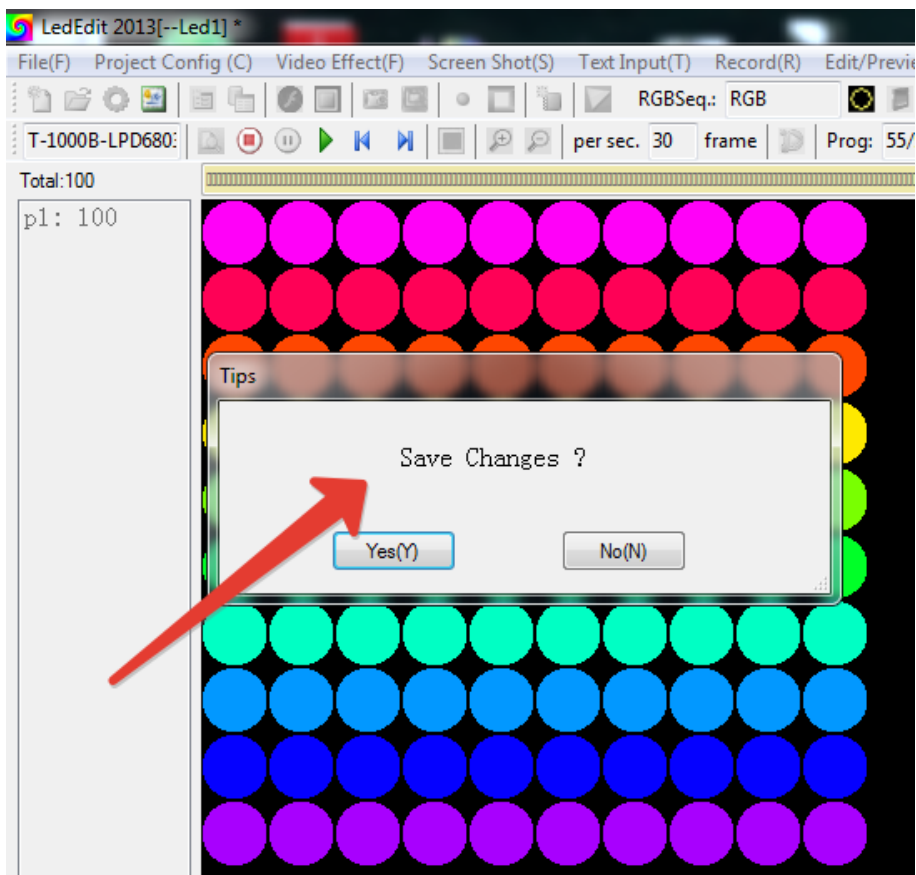 LedEdit 2013[--Led1] *
File(F) Project Config (C) Video Effect(F) Screen Shot(S) Text Input(T) Record(R) Edit/Previe
RGBSeq.: RGB
T-1000B-LPD6803 per sec. 30 frame Prog: 55/
Total:100
p1: 100
Tips
Save Changes ?
Yes(Y) No(N)